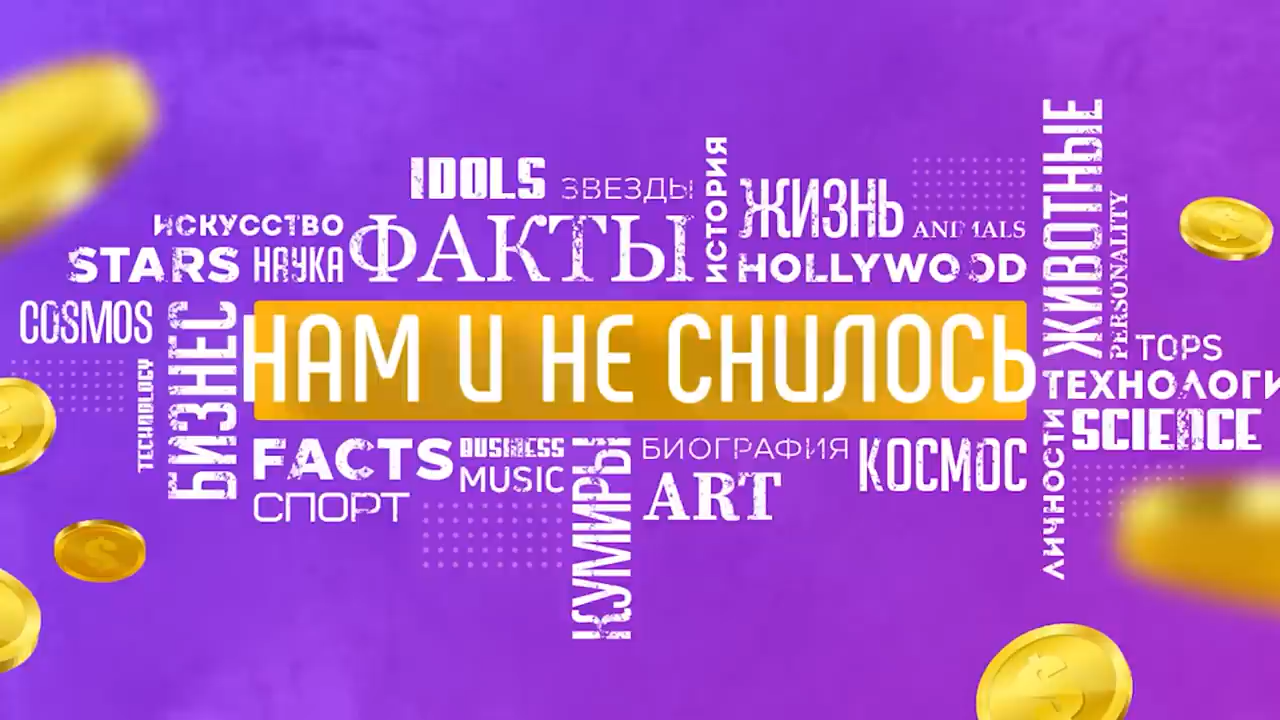 ЖИВОТНЫЕ
ИСТОРИЯ
IDOLS
ЗВЕЗДЫ
ЖИЗНЬ
ИСКУССТВО
ФАКТЫ
ANIMALS
PERSONALITY
STARS
НАУКА
HOLLYWOOD
COSMOS
БИЗНЕС
НАМ И НЕ СНИЛОСЬ
TOPS
TECHNOLOGY
ТЕХНОЛОГИ
ЛИЧНОСТИ
SCIENCE
FACTS
BUSINESS
КУМИРЫ
БИОГРАФИЯ
КОСМОС
MUSIC
ART
СПОРТ